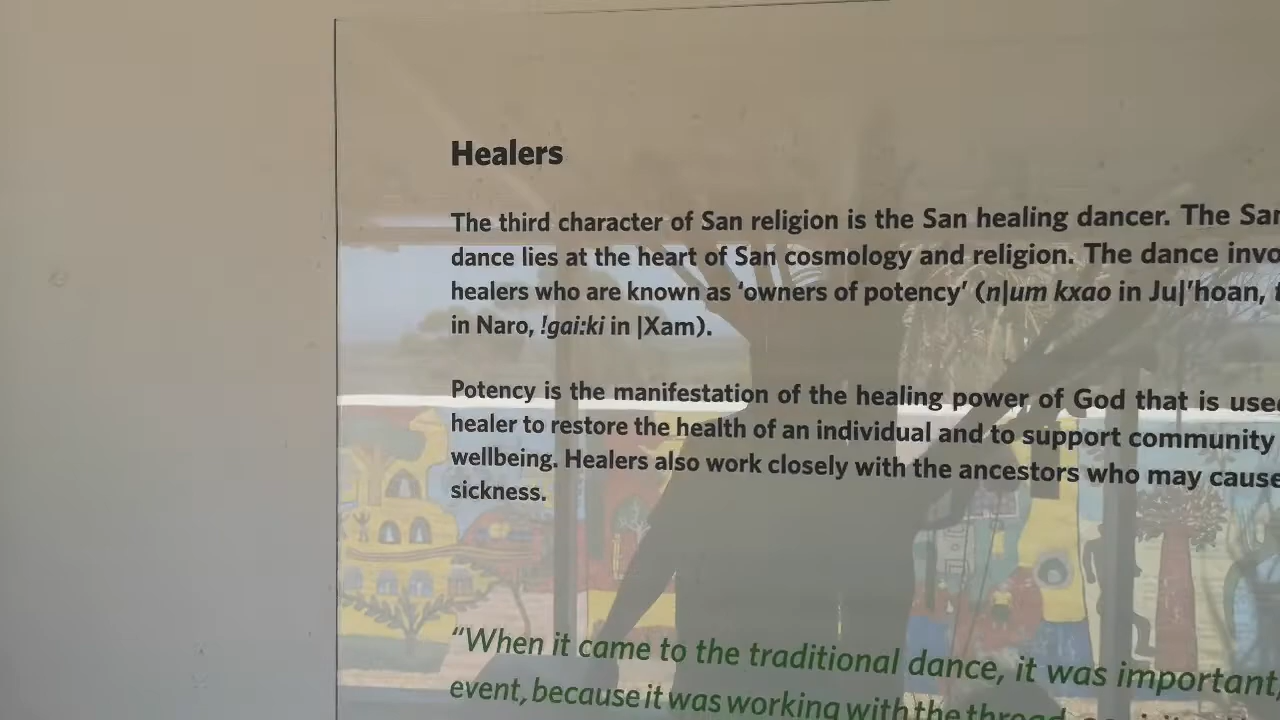 Healers
The third character of San religion is the San healing dancer. The San
dance lies at the heart of San cosmology and religion. The dance invo
healers who are known as ‘owners of potency’ (n|um kxao in Ju|’hoan,
in Naro, !gai:ki in |Xam).
Potency is the manifestation of the healing power of God that is used
healer to restore the health of an individual and to support community
wellbeing. Healers also work closely with the ancestors who may cause
sickness.
“When it came to the traditional dance, it was important,
event, because it was working with the thread